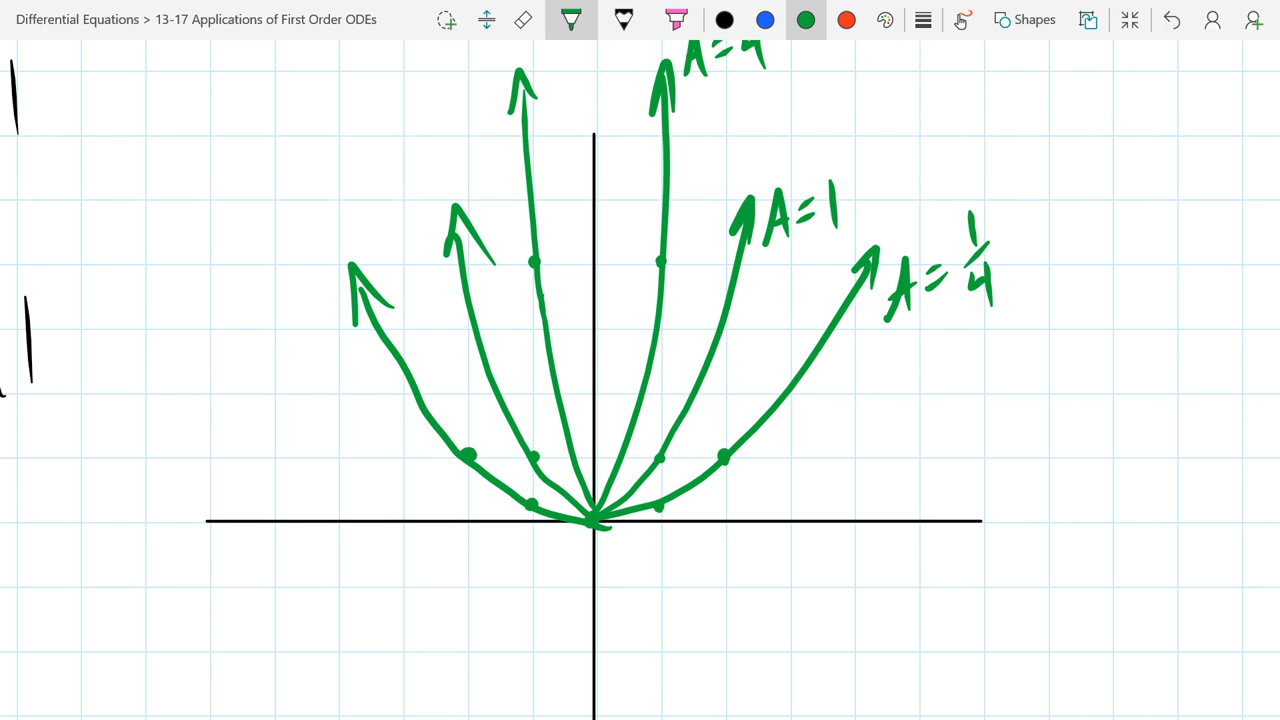 Differential Equations > 13-17 Applications of First Order ODEs
Shapes
A=4
A=1
A=1/4